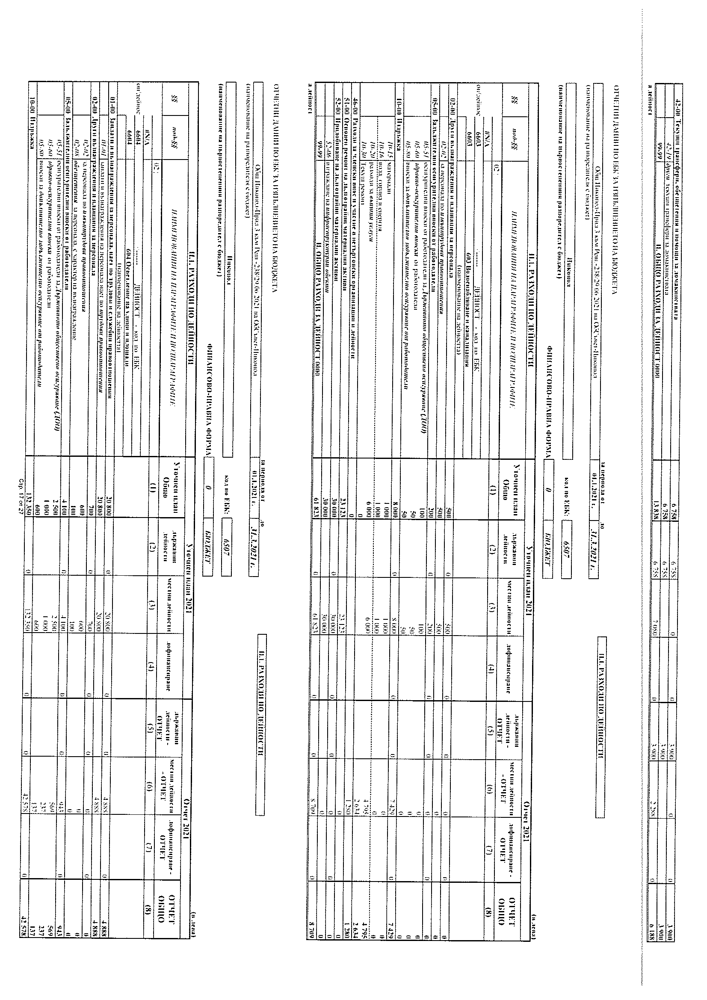 42-00 Текущи трансфери, обезщетения и помощи за домакинствата 6 758 6 758 0 0 3 900 0 0 3 900
42-19 други текущи трансфери за домакинствата 6 758 6 758 3 900 3 900
99-99 II. ОБЩО РАЗХОДИ ЗА ДЕЙНОСТ 0000 13 838 6 758 7 080 0 3 900 2 288 0 6 188
а дейност
ОТЧЕТНИ ДАННИ ПО ЕБК ЗА ИЗПЪЛНЕНИЕТО НА БЮДЖЕТА
за периода от до
II.1. РАЗХОДИ ПО ДЕЙНОСТИ
Общ Никопол-Прил 3 към Реш.-238/29.06.2021 на ОбСъвет-Никопол 01.1.2021 г. 31.3.2021 г.
(наименование на разпоредителя с бюджет)
Никопол код по ЕБК: 6507
(наименование на първостепенния разпоредител с бюджет)
ФИНАНСОВО-ПРАВНА ФОРМА 0 БЮДЖЕТ
(в лева)
II.1. РАЗХОДИ ПО ДЕЙНОСТИ Уточнен план 2021 Отчет 2021
§§ под-§§ НАИМЕНОВАНИЕ НА ПАРАГРАФИТЕ И ПОДПАРАГРАФИТЕ Уточнен план Общо държавни дейности местни дейности дофинансиране държавни дейности - ОТЧЕТ местни дейности - ОТЧЕТ дофинансиране - ОТЧЕТ ОТЧЕТ ОБЩО
02: (1) (2) (3) (4) (5) (6) (7) (8)
#N/A
оп/дейнос 6603 ------ ДЕЙНОСТ - код по ЕБК
6603 603 Водоснабдяване и канализация
(наименование на дейността)
02-00 Други възнаграждения и плащания за персонала 500 0 500 0 0 0 0 0
02-02 за персонала по извънтрудови правоотношения 500 500 0 0
05-00 Задължителни осигурителни вноски от работодатели 200 0 200 0 0 0 0 0
05-51 осигурителни вноски от работодатели за Държавното обществено осигуряване (ДОО) 100 100 0 0
05-60 здравно-осигурителни вноски от работодатели 50 50 0 0
05-80 вноски за допълнително задължително осигуряване от работодатели 50 50 0 0
10-00 Издръжка 8 000 0 8 000 0 0 7 429 0 7 429
10-15 материали 1 000 1 000 0 0
10-16 вода, горива и енергия 1 000 1 000 0 0
10-20 разходи за външни услуги 6 000 6 000 4 795 4 795
10-30 Текущ ремонт 0 2 634 2 634
46-00 Разходи за членски внос и участие в нетърговски организации и дейности 0 1 280 1 280
51-00 Основен ремонт на дълготрайни материални активи 23 123 23 123 0 0
52-00 Придобиване на дълготрайни материални активи 30 000 0 30 000 0 0 0 0 0
52-06 изграждане на инфраструктурни обекти 30 000 30 000 0 0
99-99 II. ОБЩО РАЗХОДИ ЗА ДЕЙНОСТ 0000 61 823 0 61 823 0 0 8 709 0 8 709
а дейност
ОТЧЕТНИ ДАННИ ПО ЕБК ЗА ИЗПЪЛНЕНИЕТО НА БЮДЖЕТА
за периода от до
II.1. РАЗХОДИ ПО ДЕЙНОСТИ
Общ Никопол-Прил 3 към Реш.-238/29.06.2021 на ОбСъвет-Никопол 01.1.2021 г. 31.3.2021 г.
(наименование на разпоредителя с бюджет)
Никопол код по ЕБК: 6507
(наименование на първостепенния разпоредител с бюджет)
ФИНАНСОВО-ПРАВНА ФОРМА 0 БЮДЖЕТ
(в лева)
II.1. РАЗХОДИ ПО ДЕЙНОСТИ Уточнен план 2021 Отчет 2021
§§ под-§§ НАИМЕНОВАНИЕ НА ПАРАГРАФИТЕ И ПОДПАРАГРАФИТЕ Уточнен план Общо държавни дейности местни дейности дофинансиране държавни дейности - ОТЧЕТ местни дейности - ОТЧЕТ дофинансиране - ОТЧЕТ ОТЧЕТ ОБЩО
02: (1) (2) (3) (4) (5) (6) (7) (8)
#N/A
оп/дейнос 6604 ------ ДЕЙНОСТ - код по ЕБК
6604 604 Осветление на улици и площади
(наименование на дейността)
01-00 Заплати и възнаграждения за персонала, нает по трудови и служебни правоотношения 20 800 0 20 800 0 0 4 888 0 4 888
01-01 заплати и възнаграждения на персонала нает по трудови правоотношения 20 800 20 800 4 888 4 888
02-00 Други възнаграждения и плащания за персонала 700 0 700 0 0 0 0 0
02-02 за персонала по извънтрудови правоотношения 600 600 0 0
02-08 обезщетения за персонала, с характер на възнаграждение 100 100 0 0
05-00 Задължителни осигурителни вноски от работодатели 4 100 0 4 100 0 0 943 0 943
05-51 осигурителни вноски от работодатели за Държавното обществено осигуряване (ДОО) 2 500 2 500 569 569
05-60 здравно-осигурителни вноски от работодатели 1 000 1 000 237 237
05-80 вноски за допълнително задължително осигуряване от работодатели 600 600 137 137
10-00 Издръжка 132 350 0 132 350 0 0 42 578 0 42 578
Стр. 17 от 27